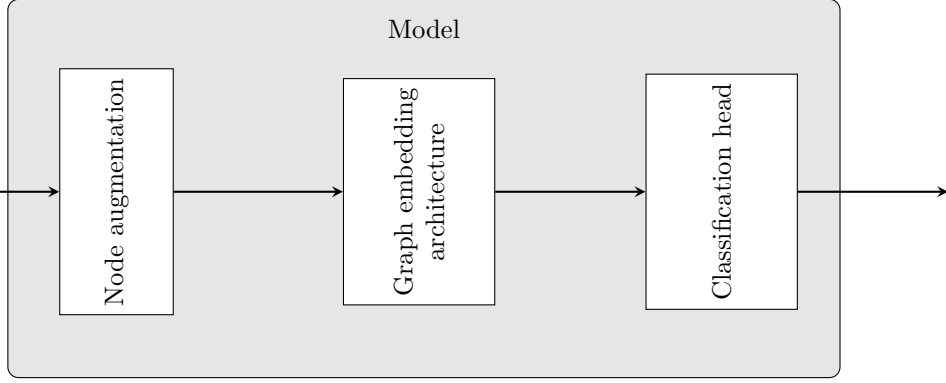 Model
Node augmentation
Graph embedding
architecture
Classification head